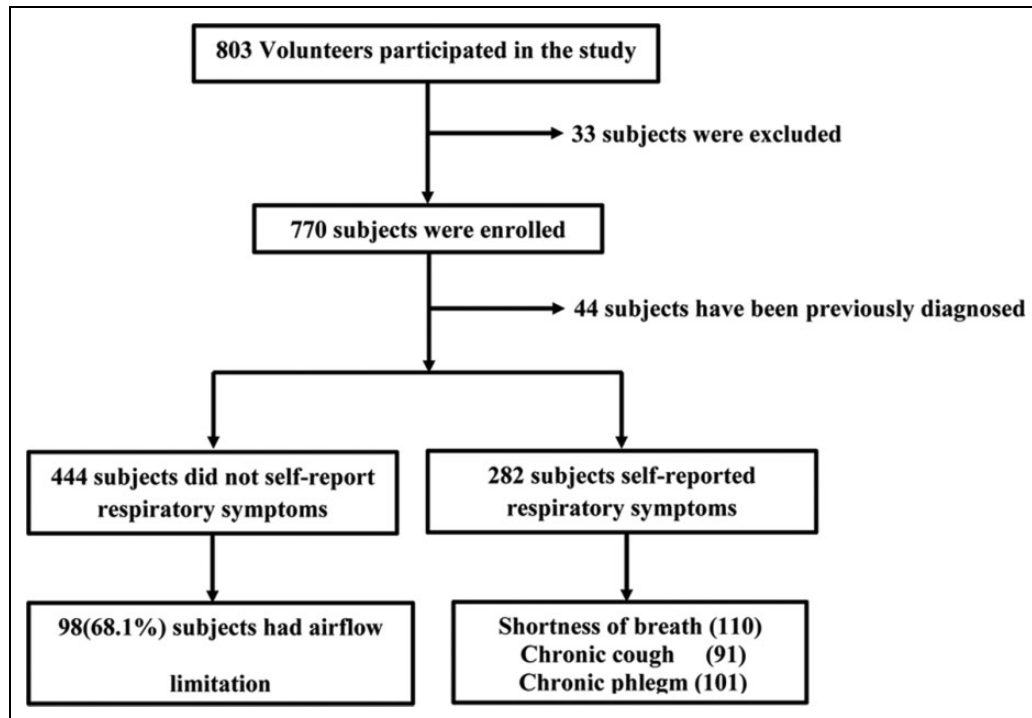 803 Volunteers participated in the study
33 subjects were excluded
770 subjects were enrolled
44 subjects have been previously diagnosed
444 subjects did not self-report
respiratory symptoms
282 subjects self-reported
respiratory symptoms
98(68.1%) subjects had airflow
limitation
Shortness of breath (110)
Chronic cough (91)
Chronic phlegm (101)